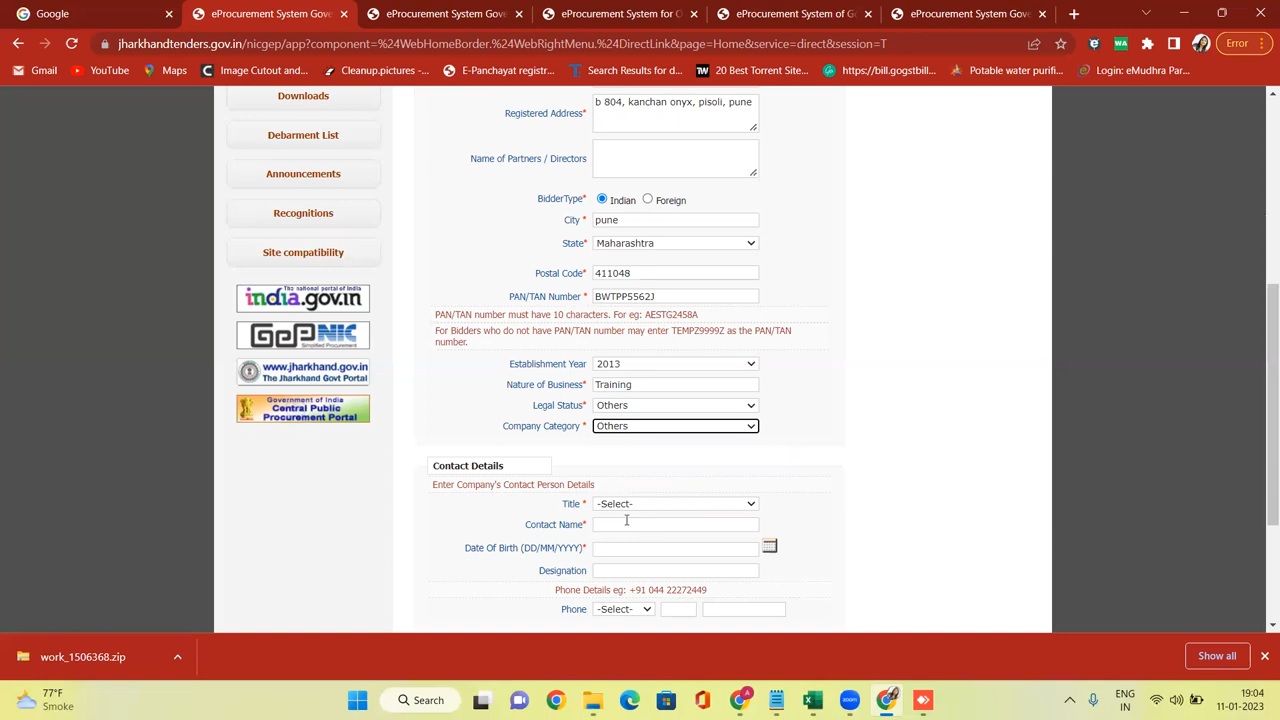 Google
eProcurement System Gove
eProcurement System Gover
eProcurement System for O
eProcurement System of G
eProcurement System Gove
jharkhandtenders.gov.in/nicgep/app?component=%24WebHomeBorder.%24WebRightMenu.%24DirectLink&page=Home&service=direct&session=T
WA
Error
Gmail
YouTube
Maps
Image Cutout and...
Cleanup.pictures -...
E-Panchayat registr...
Search Results for d...
20 Best Torrent Site...
https://bill.gogstbill...
Potable water purifi...
Login: eMudhra Par...
Downloads
Debarment List
Announcements
Recognitions
Site compatibility
The national portal of India
india.gov.in
GePNIC
www.jharkhand.gov.in
The Jharkhand Govt Portal
Government of India
Central Public
Procurement Portal
Registered Address*
b 804, kanchan onyx, pisoli, pune
Name of Partners / Directors
BidderType* Indian Foreign
City * pune
State* Maharashtra
Postal Code* 411048
PAN/TAN Number * BWTPP5562J
PAN/TAN number must have 10 characters. For eg: AESTG2458A
For Bidders who do not have PAN/TAN number may enter TEMPZ9999Z as the PAN/TAN
number.
Establishment Year 2013
Nature of Business* Training
Legal Status* Others
Company Category * Others
Contact Details
Enter Company's Contact Person Details
Title * -Select-
Contact Name*
Date Of Birth (DD/MM/YYYY)*
Designation
Phone Details eg: +91 044 22272449
Phone -Select-
work_1506368.zip
Show all
77°F
Smoke
Search
ENG
IN
19:04
11-01-2023